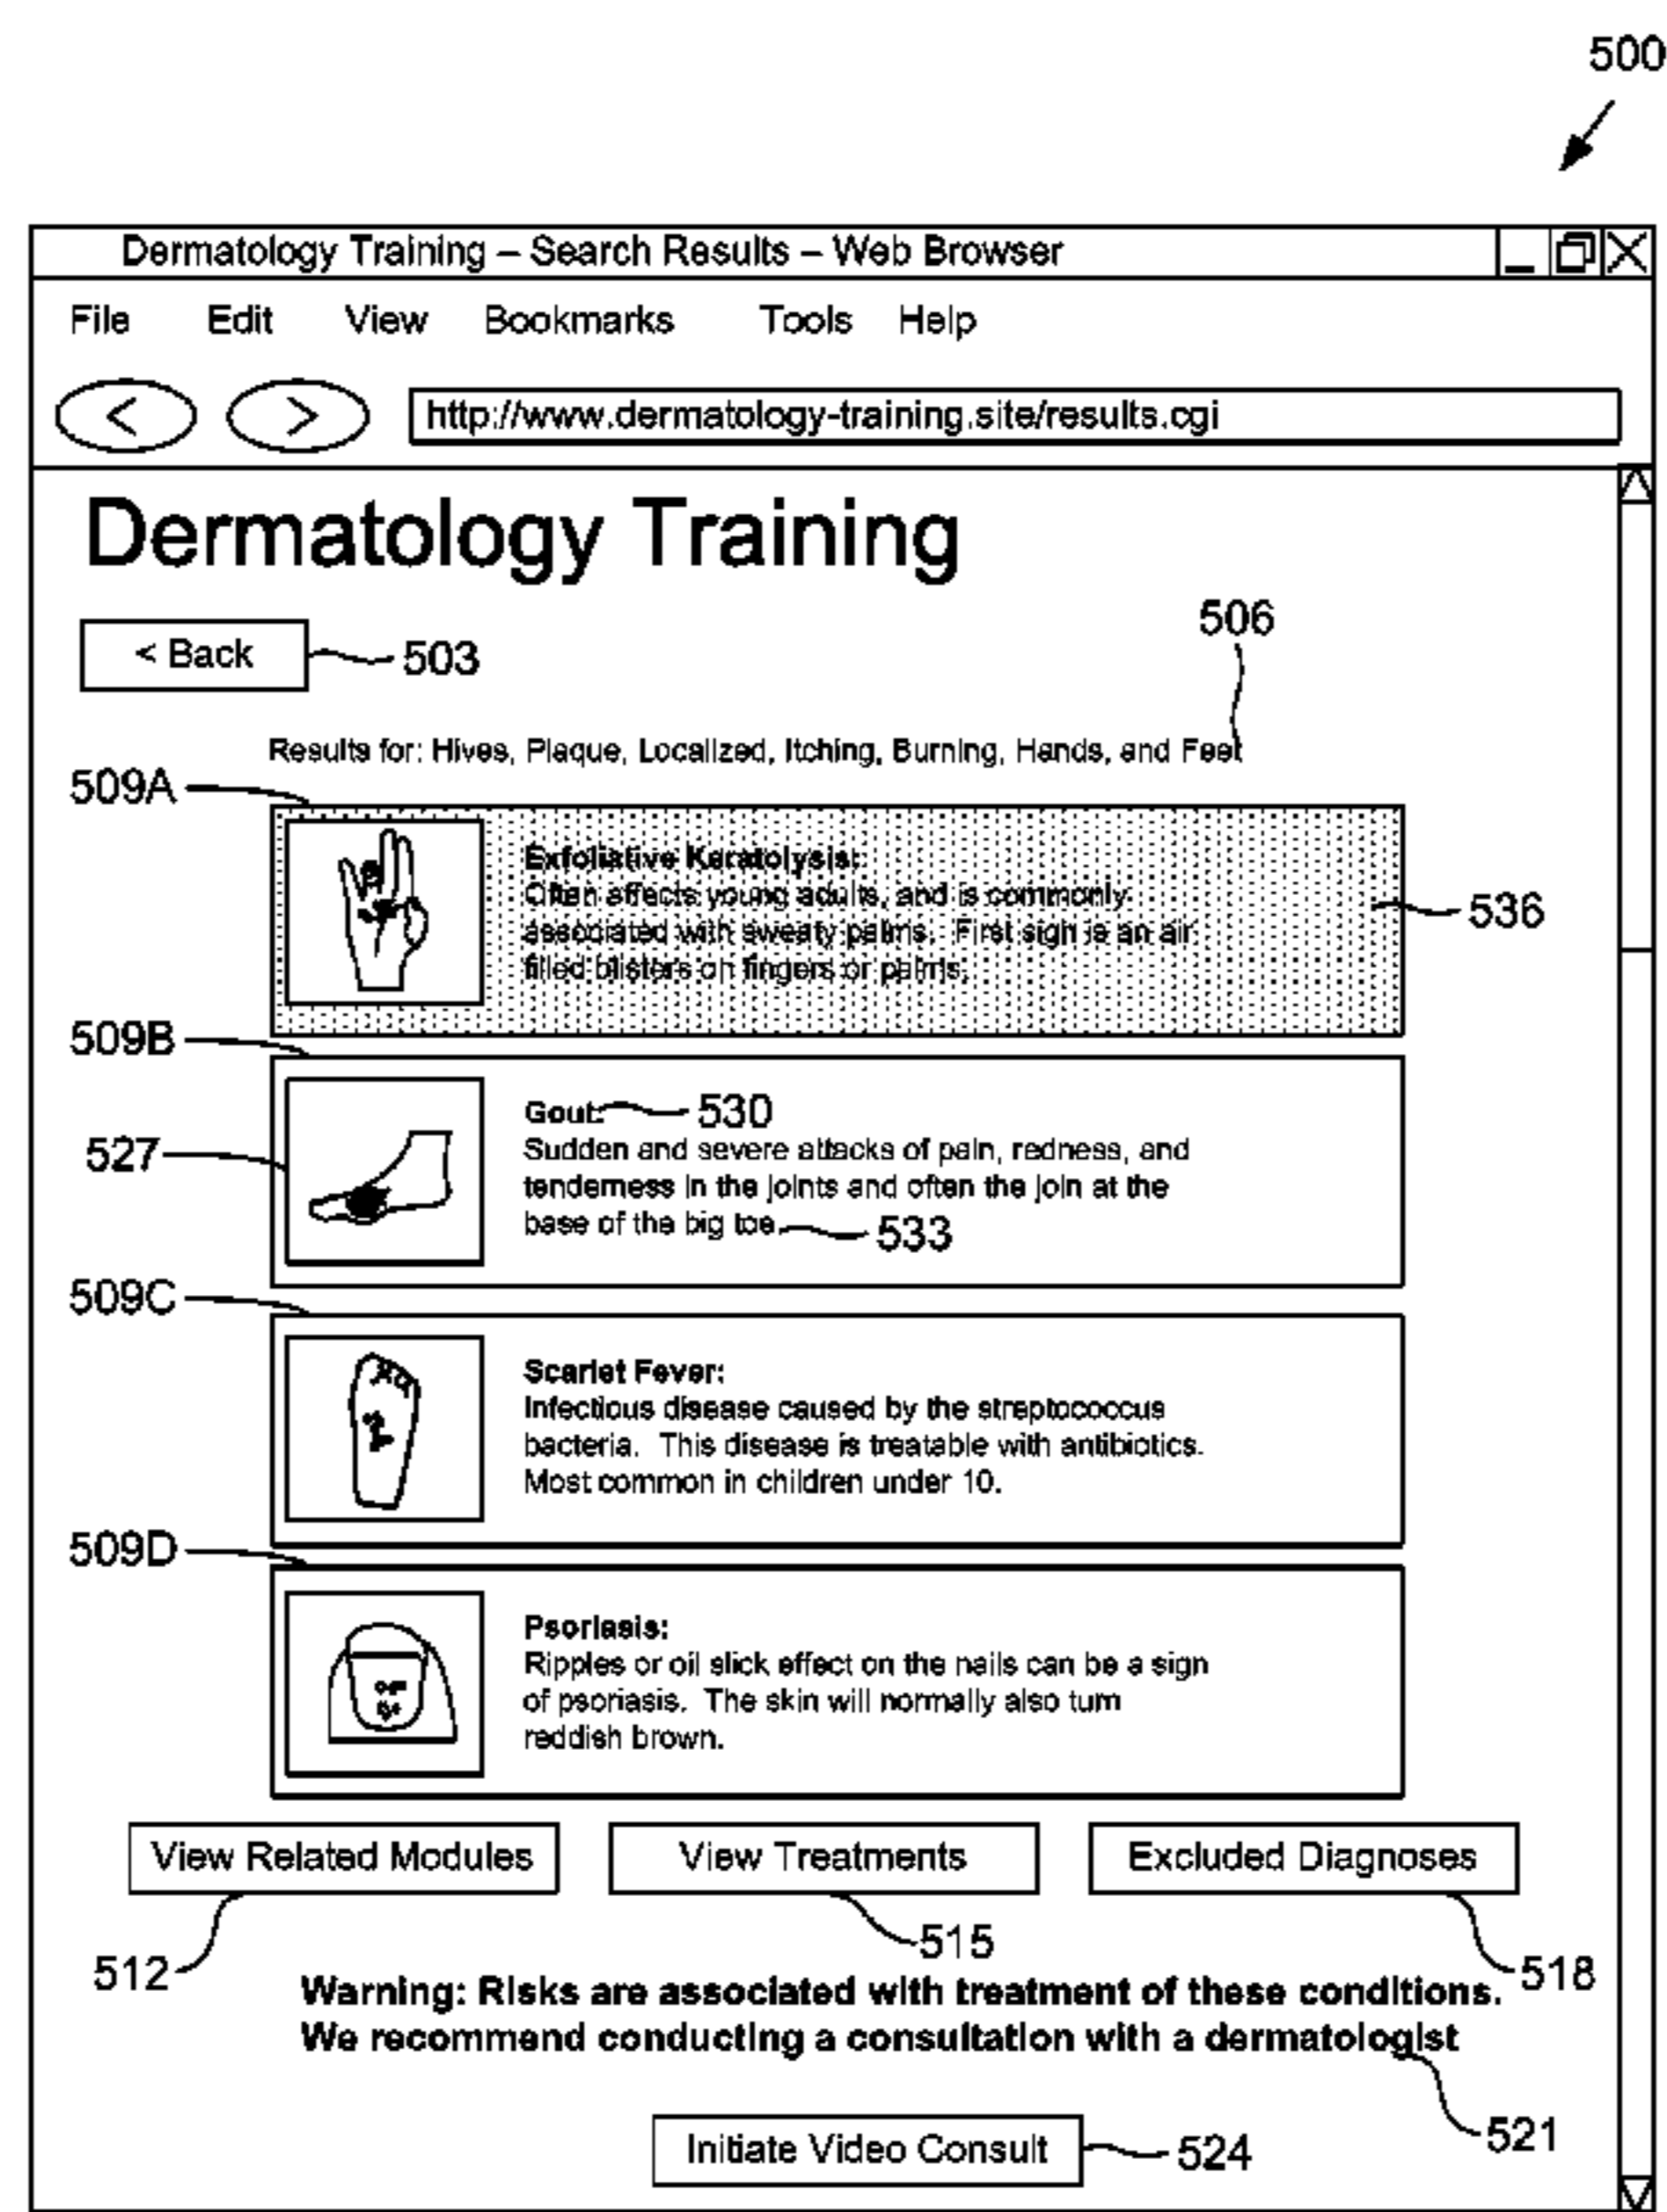 500
Dermatology Training – Search Results – Web Browser
File Edit View Bookmarks Tools Help
< > http://www.dermatology-training.site/results.cgi
Dermatology Training
< Back 503
506
Results for: Hives, Plaque, Localized, Itching, Burning, Hands, and Feet
509A
Exfoliative Keratolysis:
Often affects young adults, and is commonly
associated with sweaty palms. First sign is an air
filled blisters on fingers or palms.
536
509B
Gout: 530
Sudden and severe attacks of pain, redness, and
527
tenderness in the joints and often the join at the
base of the big toe. 533
509C
Scarlet Fever:
Infectious disease caused by the streptococcus
bacteria. This disease is treatable with antibiotics.
Most common in children under 10.
509D
Psoriasis:
Ripples or oil slick effect on the nails can be a sign
of psoriasis. The skin will normally also turn
reddish brown.
View Related Modules View Treatments Excluded Diagnoses
512 515 518
Warning: Risks are associated with treatment of these conditions.
We recommend conducting a consultation with a dermatologist
521
Initiate Video Consult 524